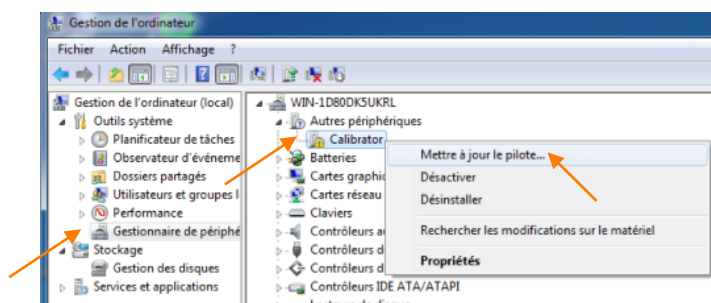 Gestion de l'ordinateur
Fichier Action Affichage ?
Gestion de l'ordinateur (local)
Outils système
Planificateur de tâches
Observateur d'événeme
Dossiers partagés
Utilisateurs et groupes l
Performance
Gestionnaire de périphé
Stockage
Gestion des disques
Services et applications
WIN-1D80DK5UKRL
Autres périphériques
Calibrator
Batteries
Cartes graphic
Cartes réseau
Claviers
Contrôleurs a
Contrôleurs d
Contrôleurs d
Contrôleurs IDE ATA/ATAPI
Mettre à jour le pilote...
Désactiver
Désinstaller
Rechercher les modifications sur le matériel
Propriétés